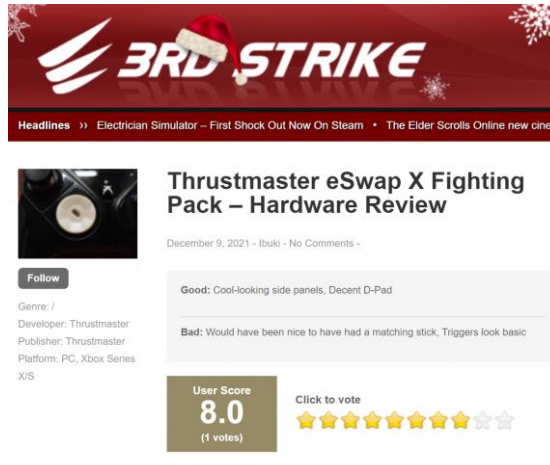 3RD STRIKE
Headlines ›› Electrician Simulator – First Shock Out Now On Steam • The Elder Scrolls Online new cine
Thrustmaster eSwap X Fighting
Pack – Hardware Review
December 9, 2021 - Ibuki - No Comments -
Follow
Genre: /
Developer: Thrustmaster
Publisher: Thrustmaster
Platform: PC, Xbox Series
X/S
Good: Cool-looking side panels, Decent D-Pad
Bad: Would have been nice to have had a matching stick, Triggers look basic
User Score
8.0
(1 votes)
Click to vote